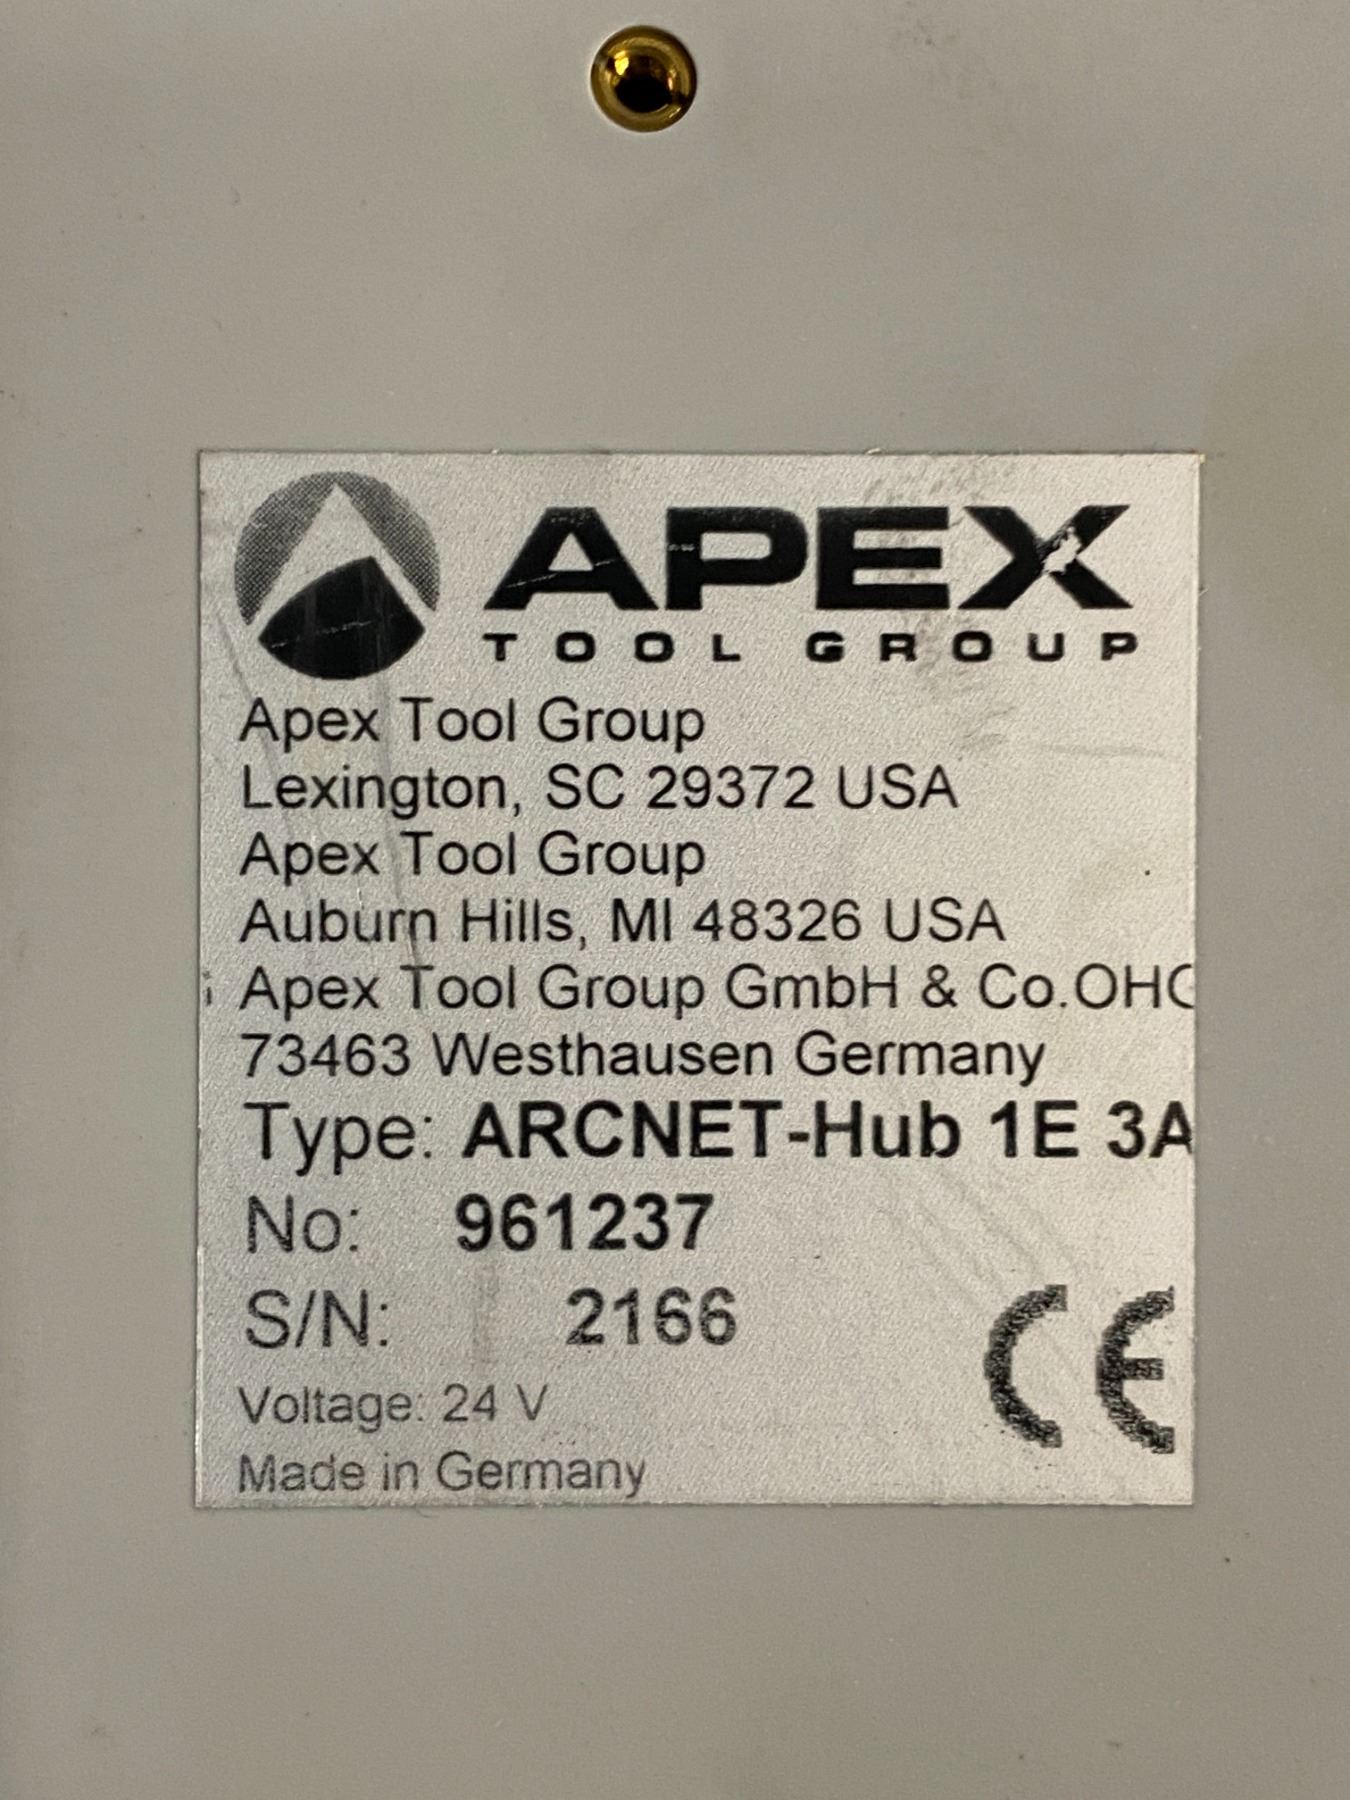 APEX
TOOL GROUP
Apex Tool Group
Lexington, SC 29372 USA
Apex Tool Group
Auburn Hills, MI 48326 USA
Apex Tool Group GmbH & Co.OHG
73463 Westhausen Germany
Type: ARCNET-Hub 1E 3A
No: 961237
S/N: 2166
CE
Voltage: 24 V
Made in Germany